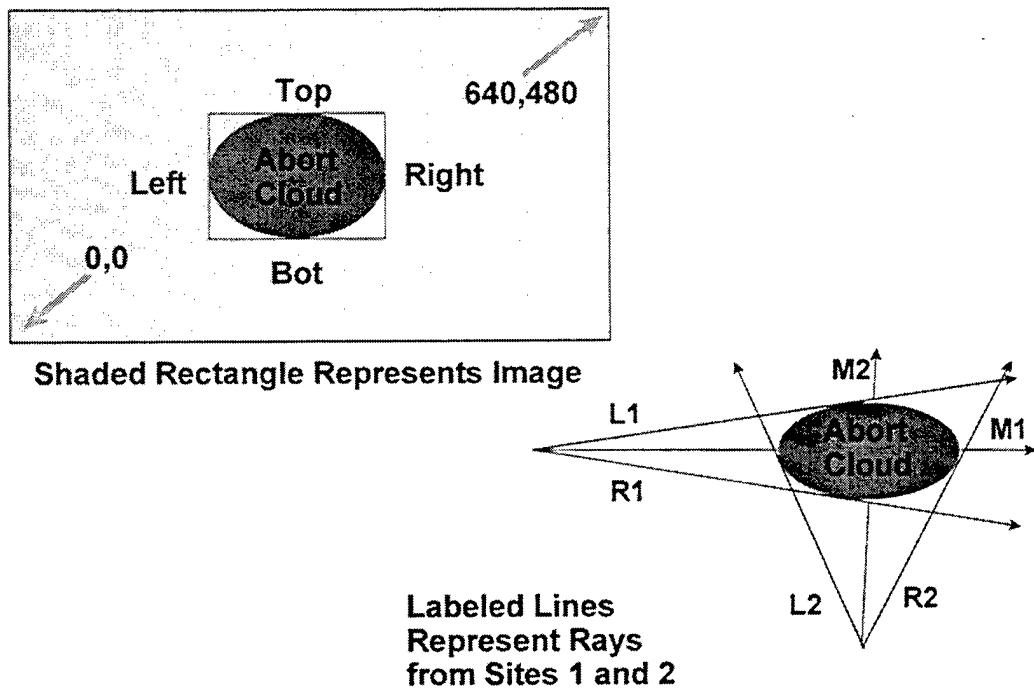 Top
640,480
Abort
Cloud
Left
Right
0,0
Bot
Shaded Rectangle Represents Image
M2
L1
Abort
Cloud
M1
R1
L2
R2
Labeled Lines
Represent Rays
from Sites 1 and 2